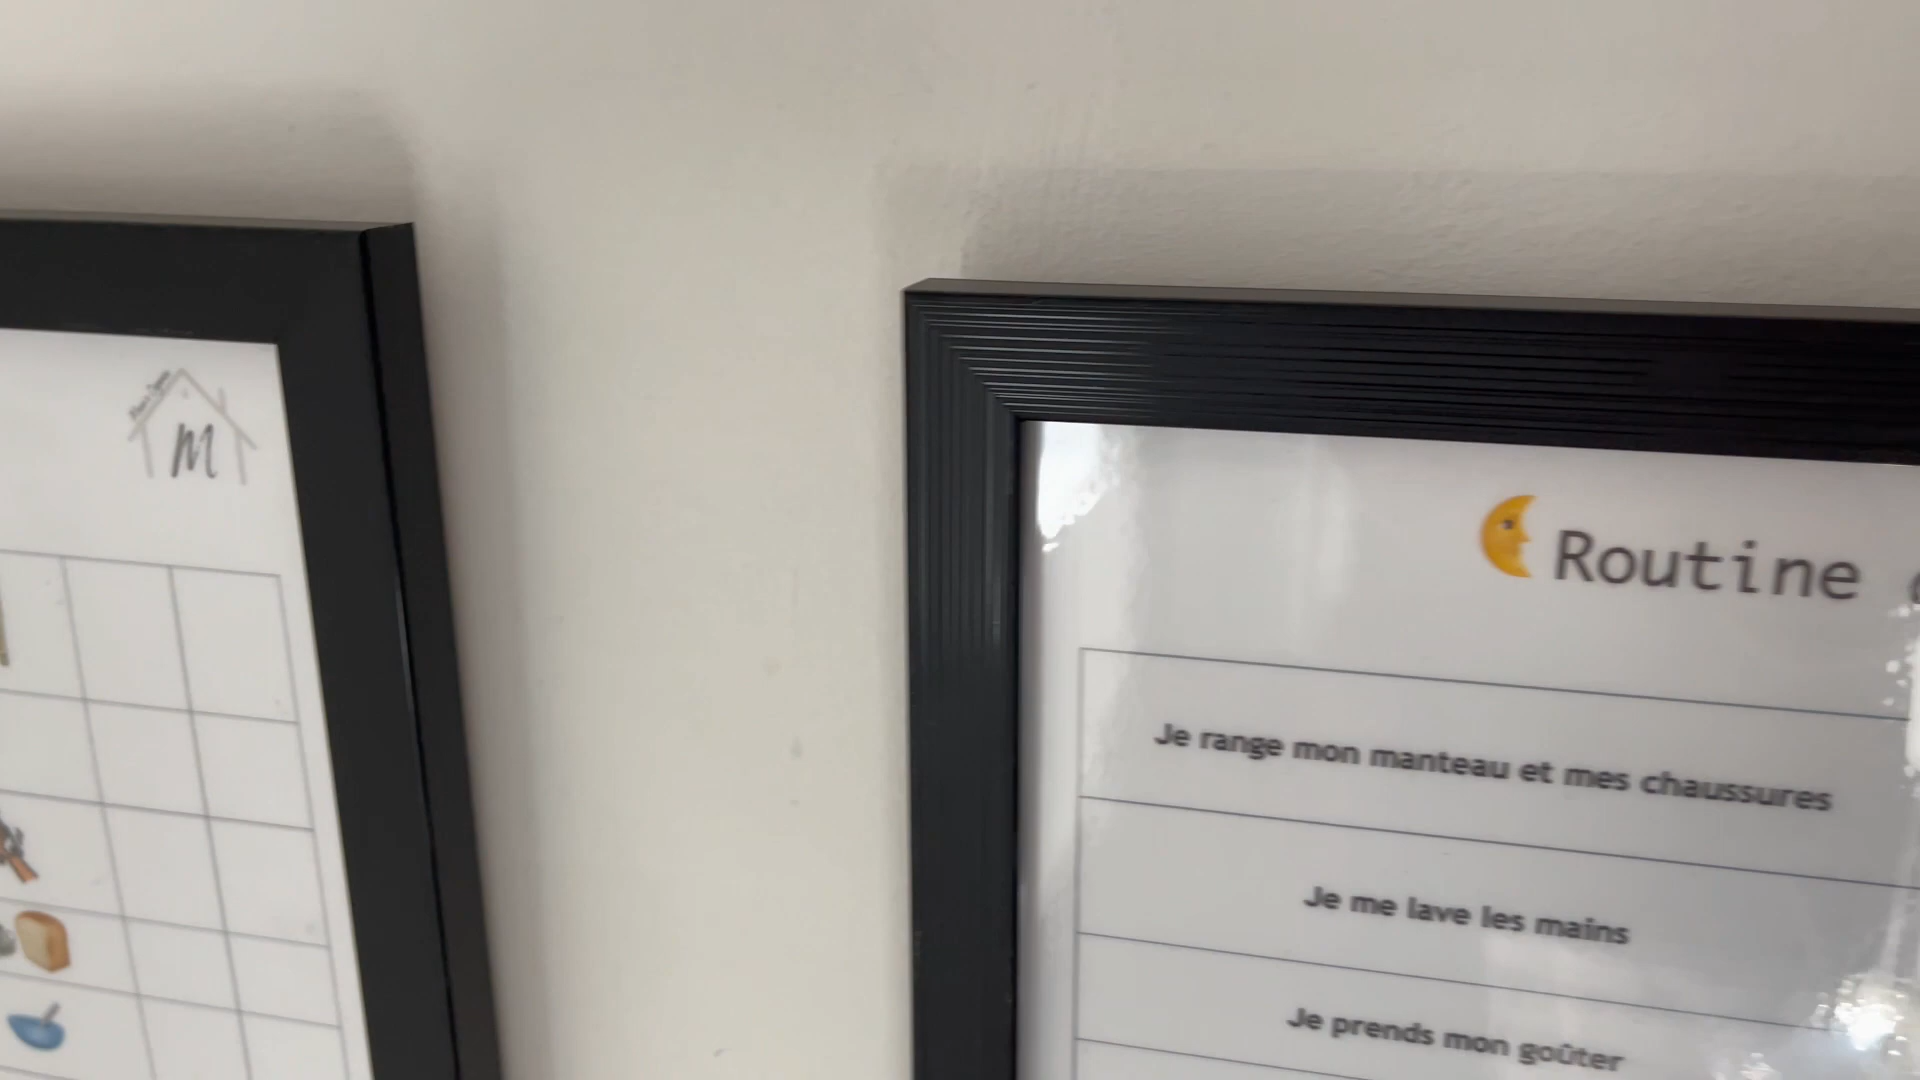 m
Routine
Je range mon manteau et mes chaussures
Je me lave les mains
Je prends mon goûter